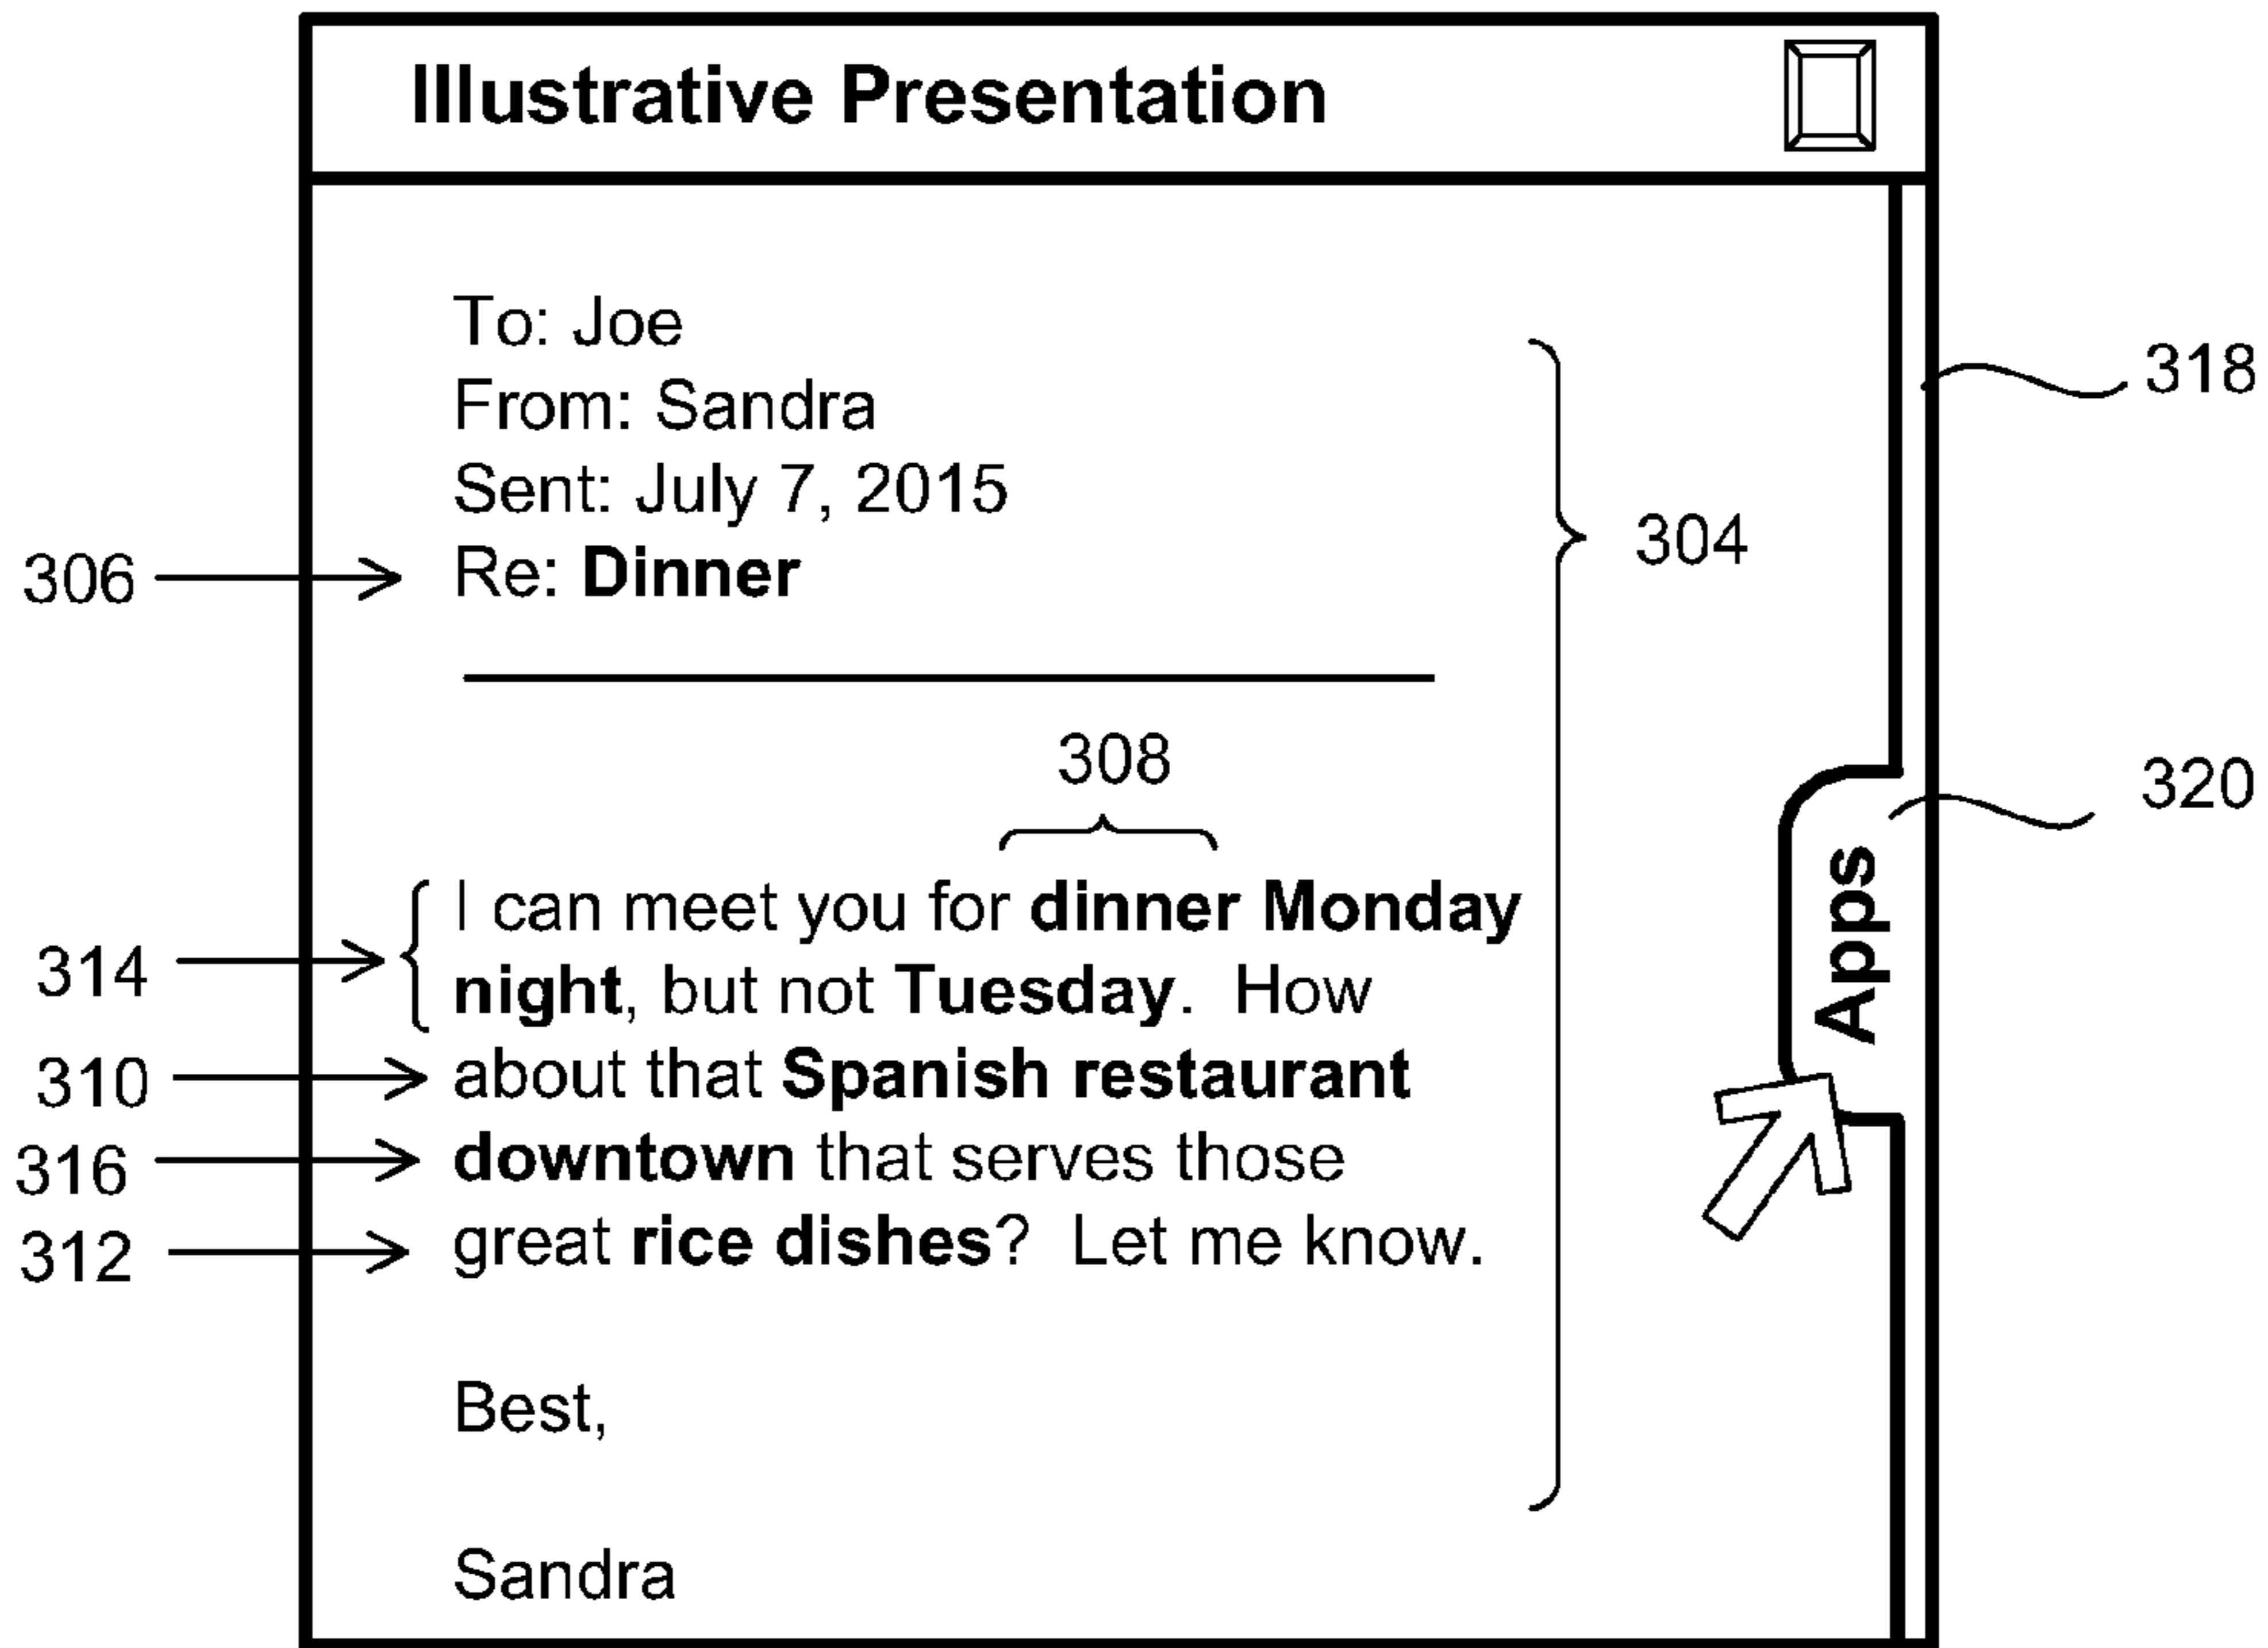 Illustrative Presentation
To: Joe
318
From: Sandra
Sent: July 7, 2015
304
306
Re: Dinner
308
320
I can meet you for dinner Monday
314
night, but not Tuesday.  How
Apps
310
about that Spanish restaurant
316
downtown that serves those
312
great rice dishes?  Let me know.
Best,
Sandra